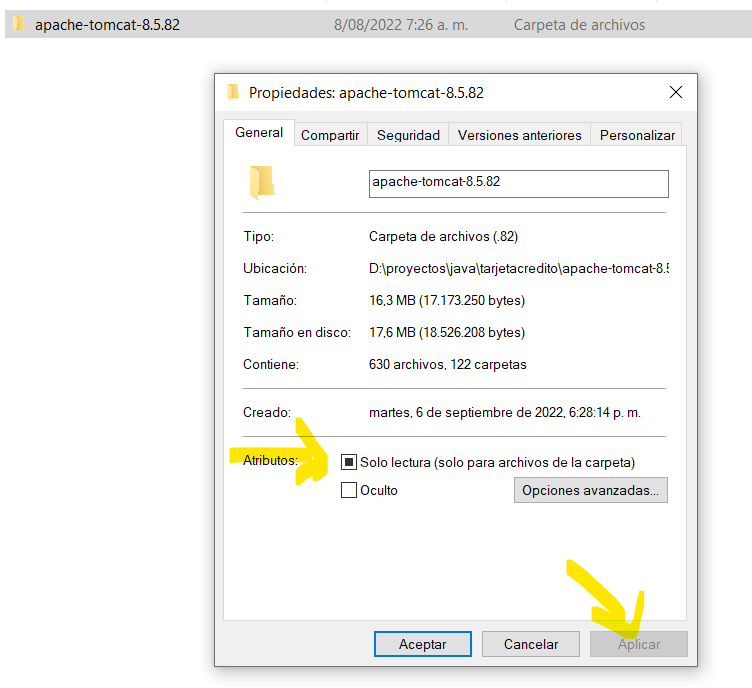 apache-tomcat-8.5.82 8/08/2022 7:26 a. m. Carpeta de archivos
Propiedades: apache-tomcat-8.5.82
General Compartir Seguridad Versiones anteriores Personalizar
apache-tomcat-8.5.82
Tipo: Carpeta de archivos (.82)
Ubicación: D:\proyectos\java\tarjetacredito\apache-tomcat-8.5
Tamaño: 16,3 MB (17.173.250 bytes)
Tamaño en disco: 17,6 MB (18.526.208 bytes)
Contiene: 630 archivos, 122 carpetas
Creado: martes, 6 de septiembre de 2022, 6:28:14 p. m.
Atributos: Solo lectura (solo para archivos de la carpeta)
Oculto Opciones avanzadas...
Aceptar Cancelar Aplicar